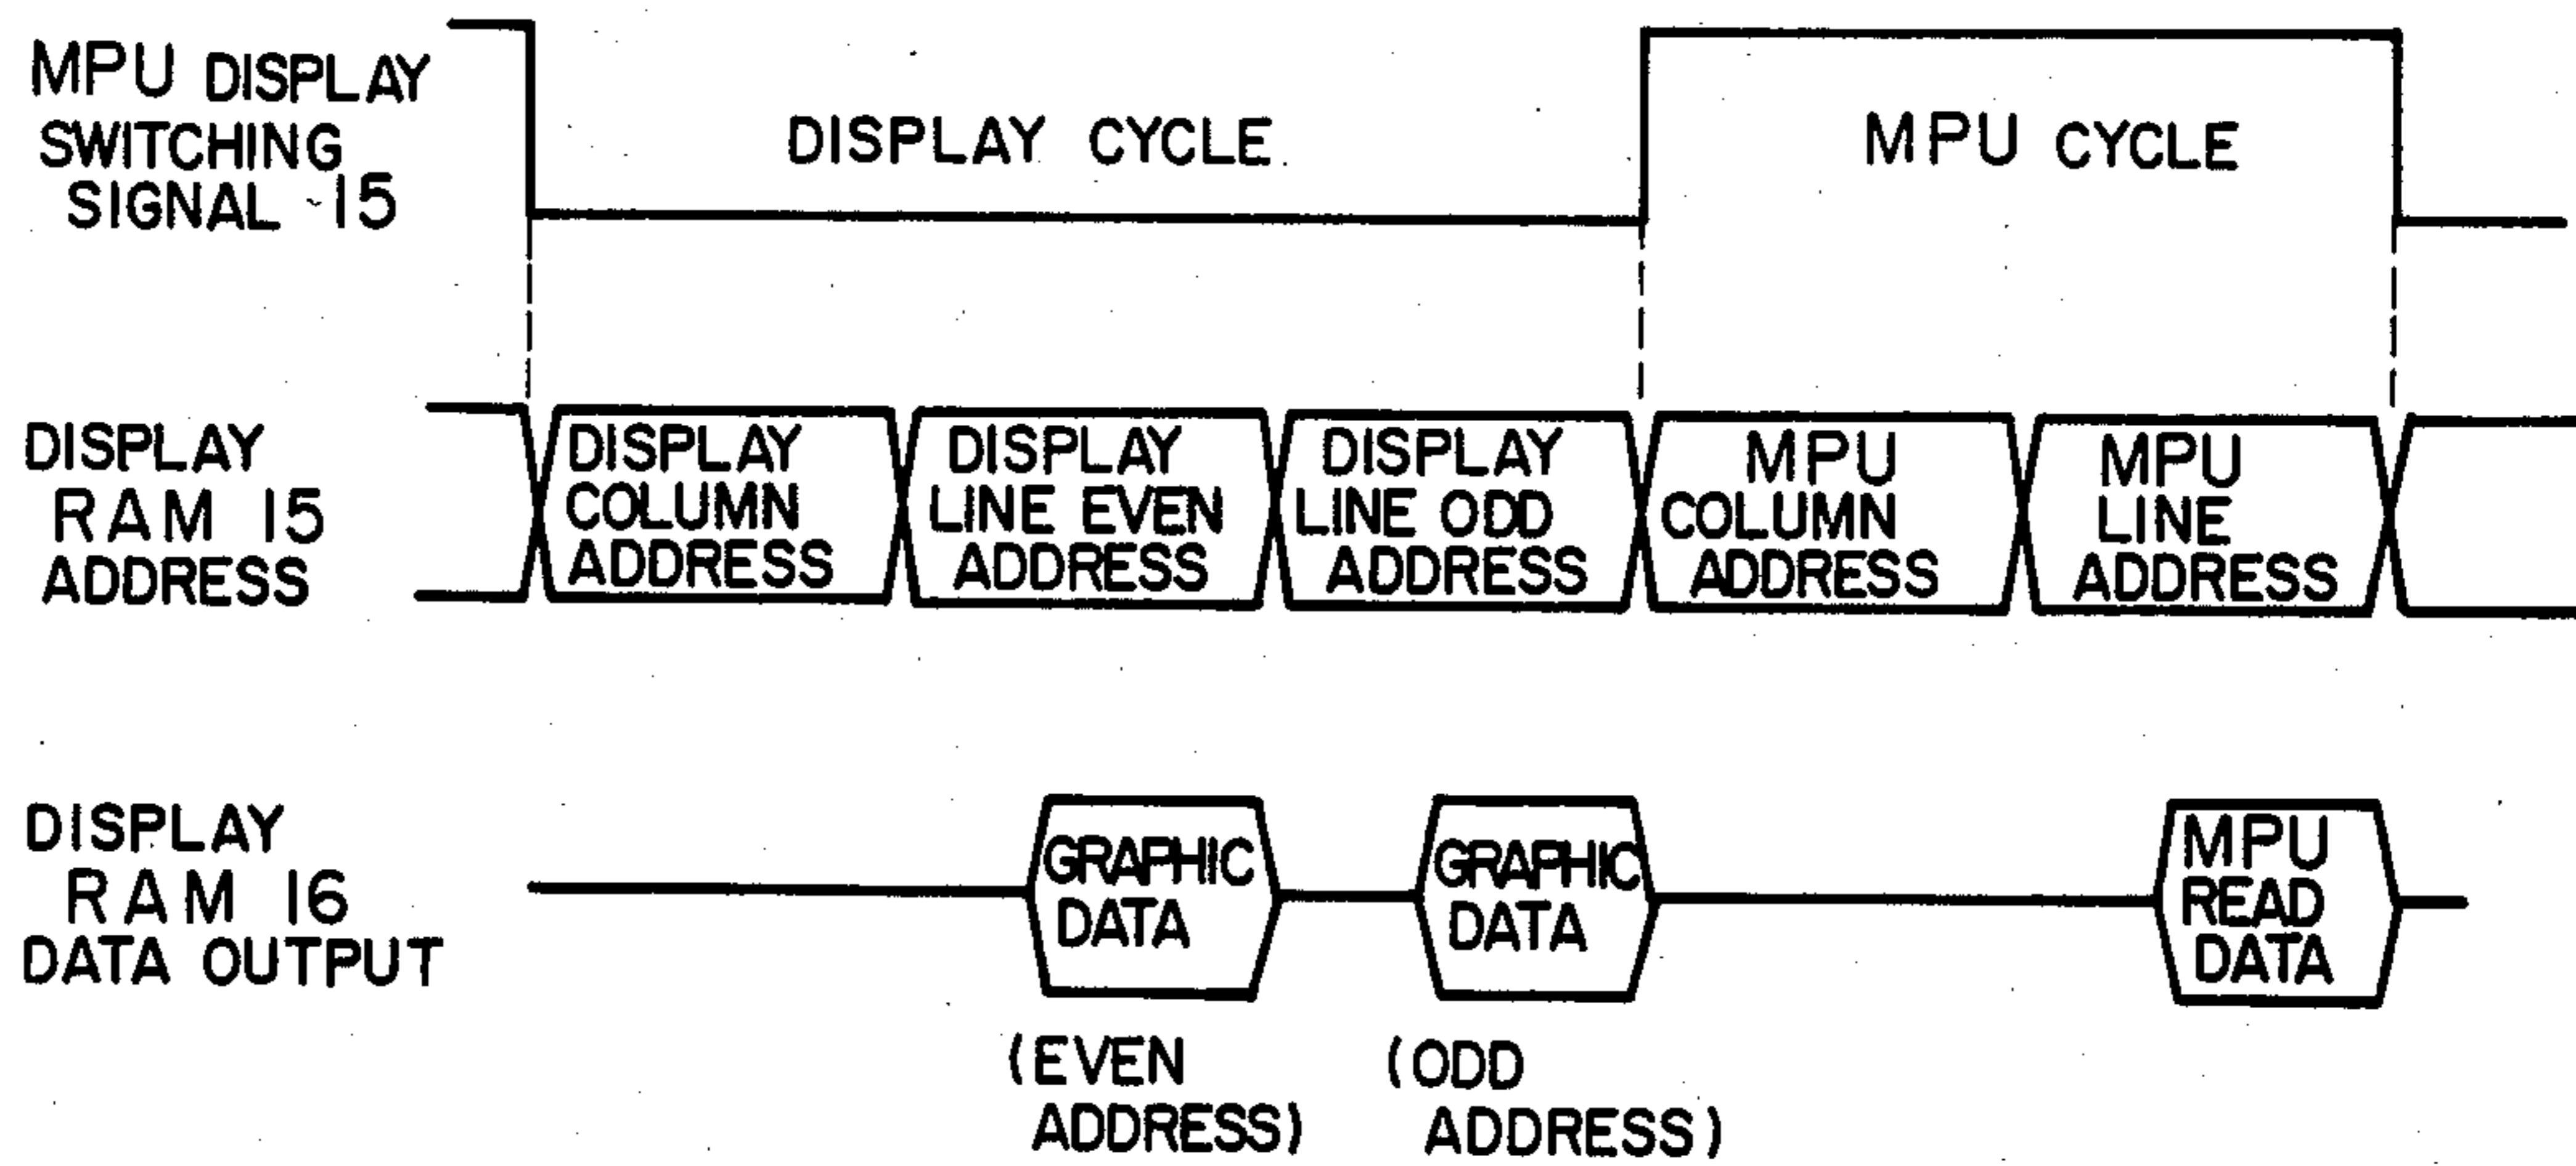 MPU DISPLAY
SWITCHING
SIGNAL 15
DISPLAY CYCLE
MPU CYCLE
DISPLAY
RAM 15
ADDRESS
DISPLAY
COLUMN
ADDRESS
DISPLAY
LINE EVEN
ADDRESS
DISPLAY
LINE ODD
ADDRESS
MPU
COLUMN
ADDRESS
MPU
LINE
ADDRESS
DISPLAY
RAM 16
DATA OUTPUT
GRAPHIC
DATA
(EVEN
ADDRESS)
GRAPHIC
DATA
(ODD
ADDRESS)
MPU
READ
DATA